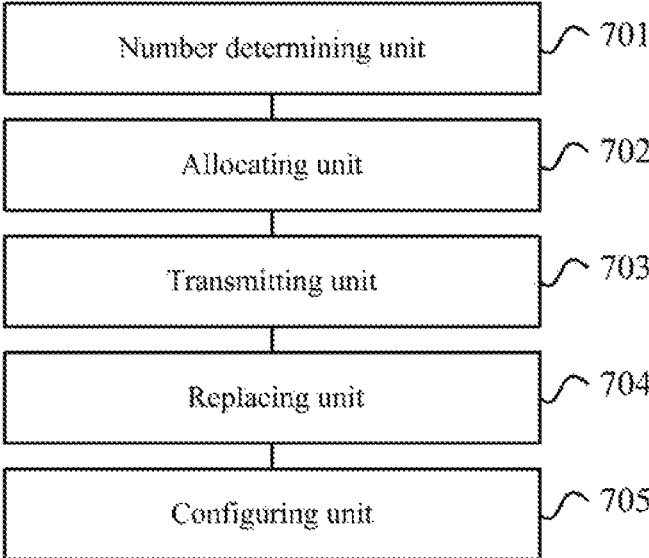 Number determining unit 701
Allocating unit 702
Transmitting unit 703
Replacing unit 704
Configuring unit 705